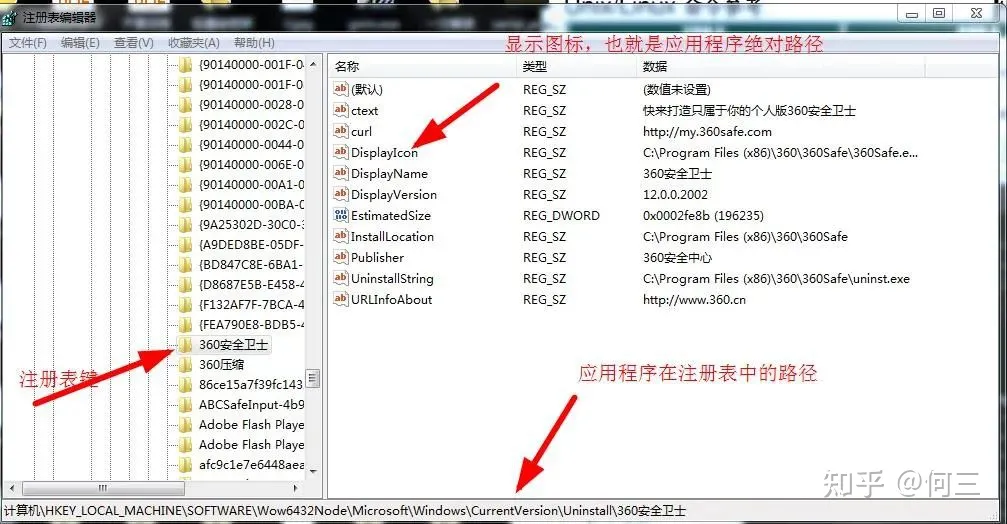 注册表编辑器
文件(F) 编辑(E) 查看(V) 收藏夹(A) 帮助(H)
显示图标，也就是应用程序绝对路径
{90140000-001F-0
{90140000-001F-0
{90140000-0028-0
{90140000-002C-0
{90140000-0044-0
{90140000-006E-0
{90140000-00A1-0
{90140000-00BA-0
{9A25302D-30C0-3
{A9DED8BE-05DF-
{BD847C8E-6BA1-
{D8687E5B-E458-4
{F132AF7F-7BCA-4
{FEA790E8-BDB5-4
360安全卫士
360压缩
86ce15a7f39fc143
ABCSafeInput-4b9
Adobe Flash Playe
Adobe Flash Playe
afc9c1e7e6448aea
注册表键
名称 类型 数据
(默认) REG_SZ (数值未设置)
ctext REG_SZ 快来打造只属于你的个人版360安全卫士
curl REG_SZ http://my.360safe.com
DisplayIcon REG_SZ C:\Program Files (x86)\360\360Safe\360Safe.e...
DisplayName REG_SZ 360安全卫士
DisplayVersion REG_SZ 12.0.0.2002
EstimatedSize REG_DWORD 0x0002fe8b (196235)
InstallLocation REG_SZ C:\Program Files (x86)\360\360Safe
Publisher REG_SZ 360安全中心
UninstallString REG_SZ C:\Program Files (x86)\360\360Safe\uninst.exe
URLInfoAbout REG_SZ http://www.360.cn
应用程序在注册表中的路径
知乎 @何三
计算机\HKEY_LOCAL_MACHINE\SOFTWARE\Wow6432Node\Microsoft\Windows\CurrentVersion\Uninstall\360安全卫士